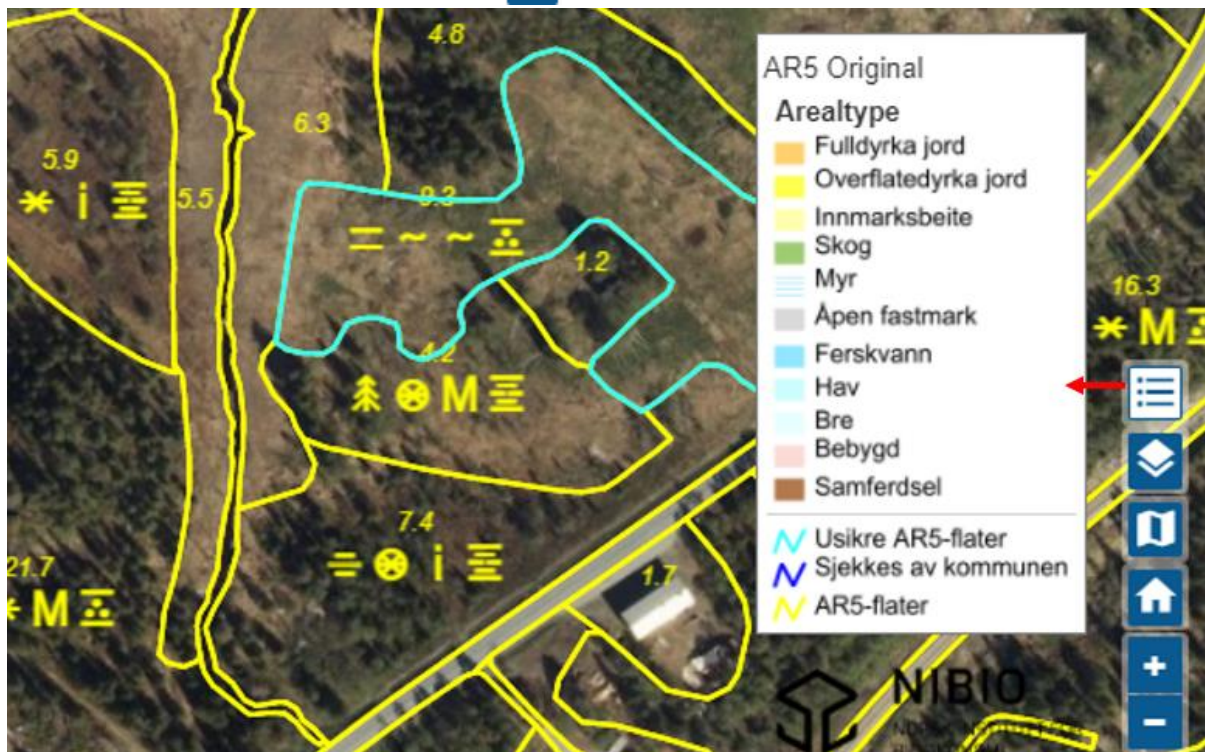 4.8
6.3
5.9
i
5.5
8.3
1.2
4.2
M
7.4
i
21.7
M
1.7
16.3
M
AR5 Original
Arealtype
Fulldyrka jord
Overflatedyrka jord
Innmarksbeite
Skog
Myr
Åpen fastmark
Ferskvann
Hav
Bre
Bebygd
Samferdsel
Usikre AR5-flater
Sjekkes av kommunen
AR5-flater
NIBIO